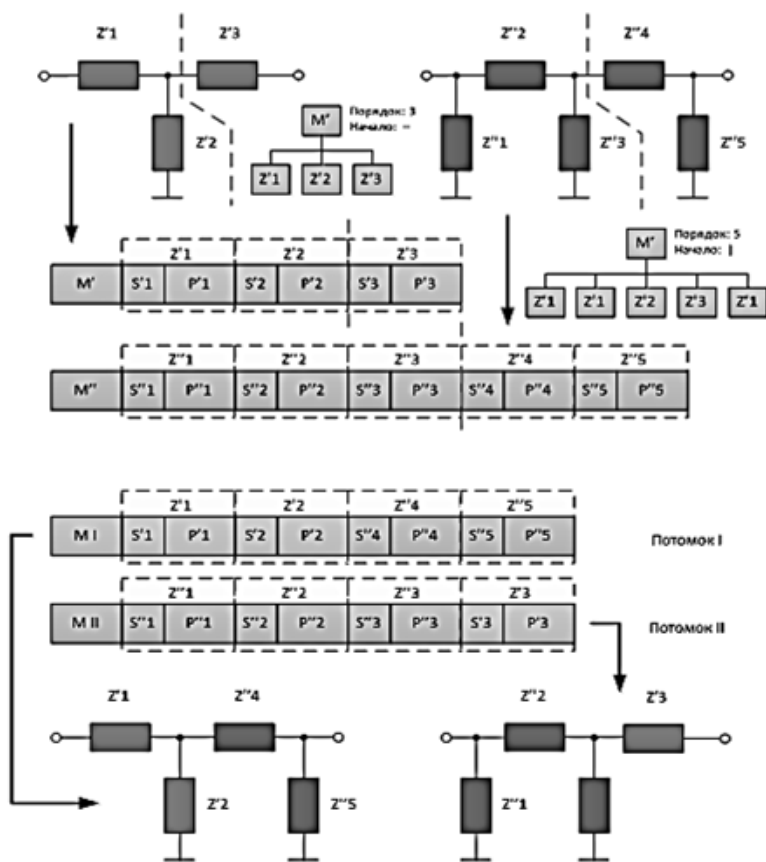 Z'1 Z'3
Z'2
M' Порядок: 3
Начало: –
Z'1 Z'2 Z'3
Z''2 Z''4
Z''1 Z''3 Z''5
M' Порядок: 5
Начало: |
Z'1 Z'1 Z'2 Z'3 Z'1
Z'1 Z'2 Z'3
M' S'1 P'1 S'2 P'2 S'3 P'3
Z''1 Z''2 Z''3 Z''4 Z''5
M'' S''1 P''1 S''2 P''2 S''3 P''3 S''4 P''4 S''5 P''5
Z'1 Z'2 Z''4 Z''5
M I S'1 P'1 S'2 P'2 S''4 P''4 S''5 P''5 Потомок I
Z''1 Z''2 Z''3 Z'3
M II S''1 P''1 S''2 P''2 S''3 P''3 S'3 P'3 Потомок II
Z'1 Z''4
Z'2 Z''5
Z''2 Z'3
Z''1